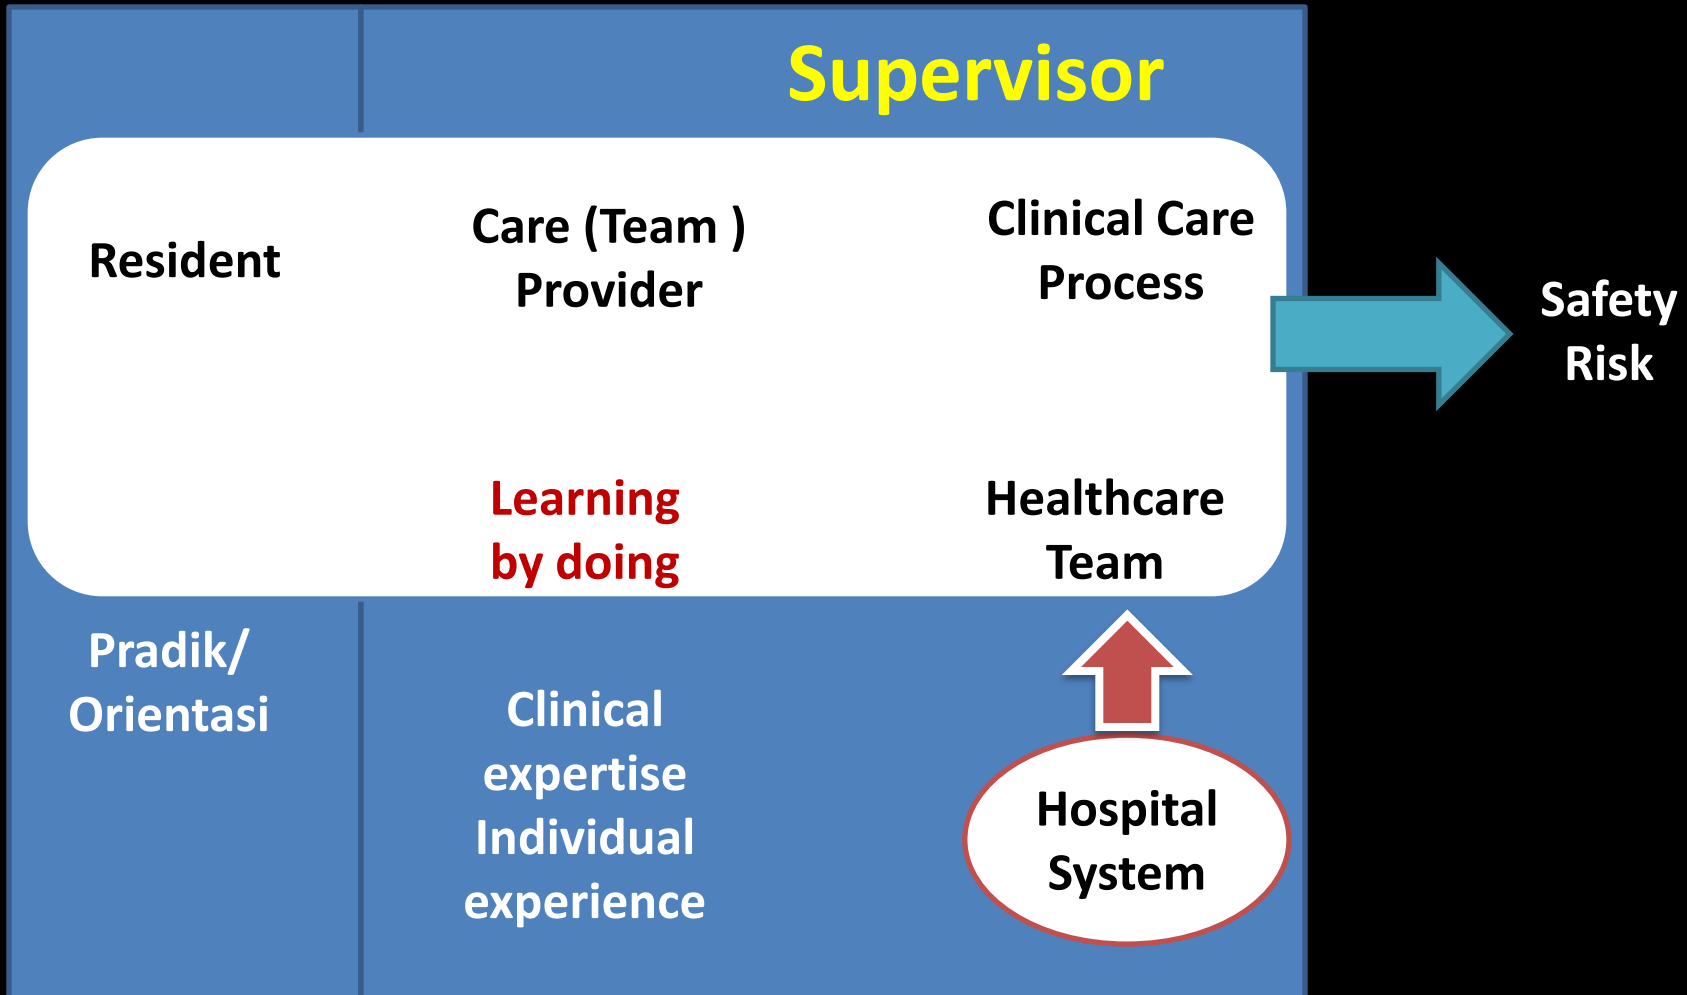 Supervisor
Resident
Care (Team )
Provider
Clinical Care
Process
Safety
Risk
Learning
by doing
Healthcare
Team
Pradik/
Orientasi
Clinical
expertise
Individual
experience
Hospital
System